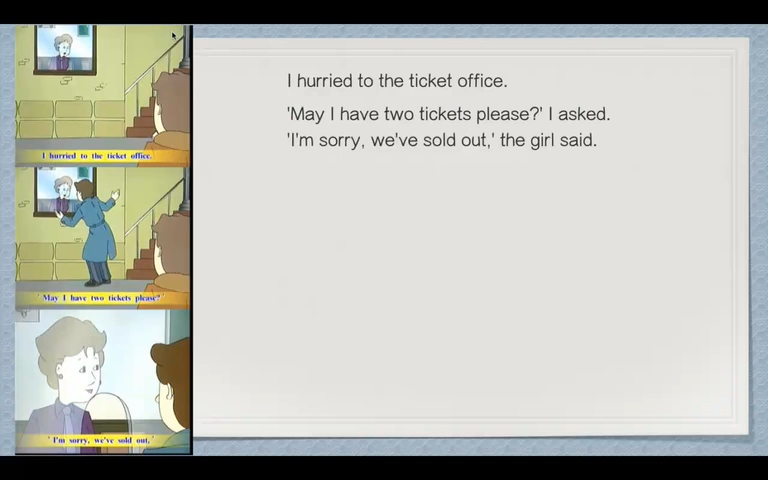 I hurried to the ticket office.
'May I have two tickets please?' I asked.
'I'm sorry, we've sold out,' the girl said.
I hurried to the ticket office.
' May I have two tickets please?'
' I'm sorry, we've sold out,'